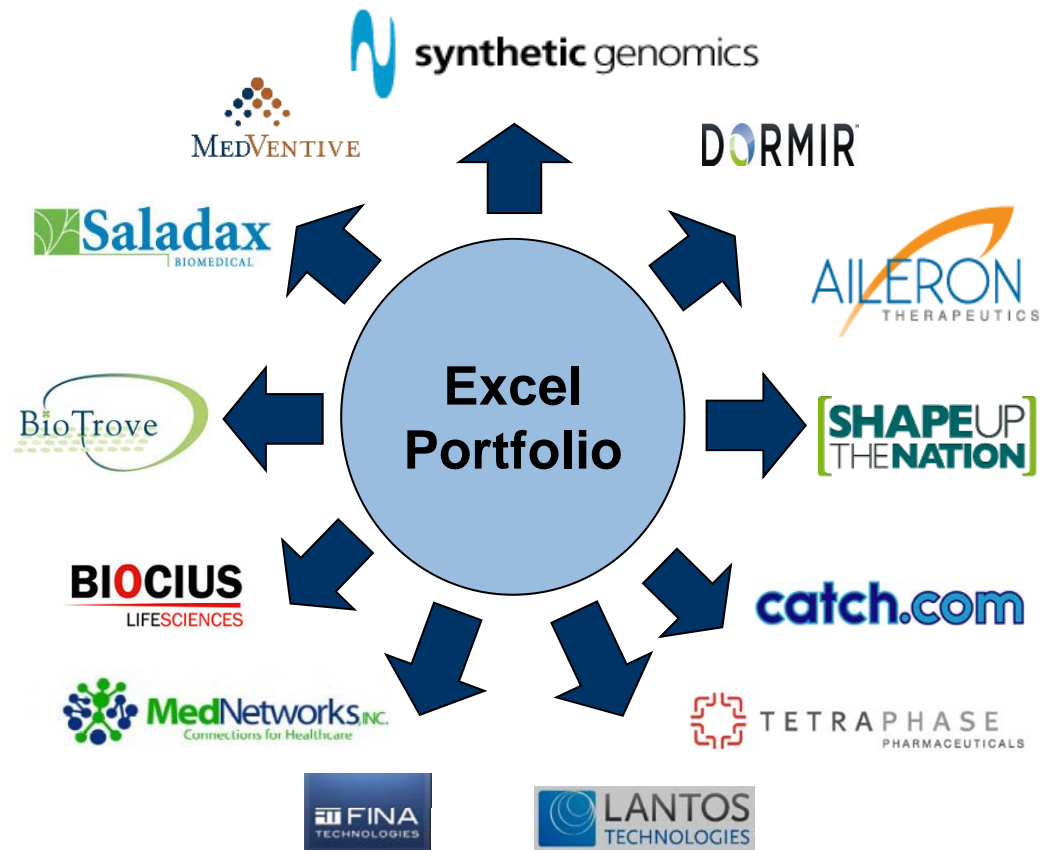 synthetic genomics
MEDVENTIVE
DORMIR
Saladax
BIOMEDICAL
AILERON
THERAPEUTICS
Excel
Portfolio
BioTrove
SHAPEUP
THENATION
BIOCIUS
LIFESCIENCES
catch.com
MedNetworks, INC.
Connections for Healthcare
TETRAPHASE
PHARMACEUTICALS
FINA
TECHNOLOGIES
LANTOS
TECHNOLOGIES